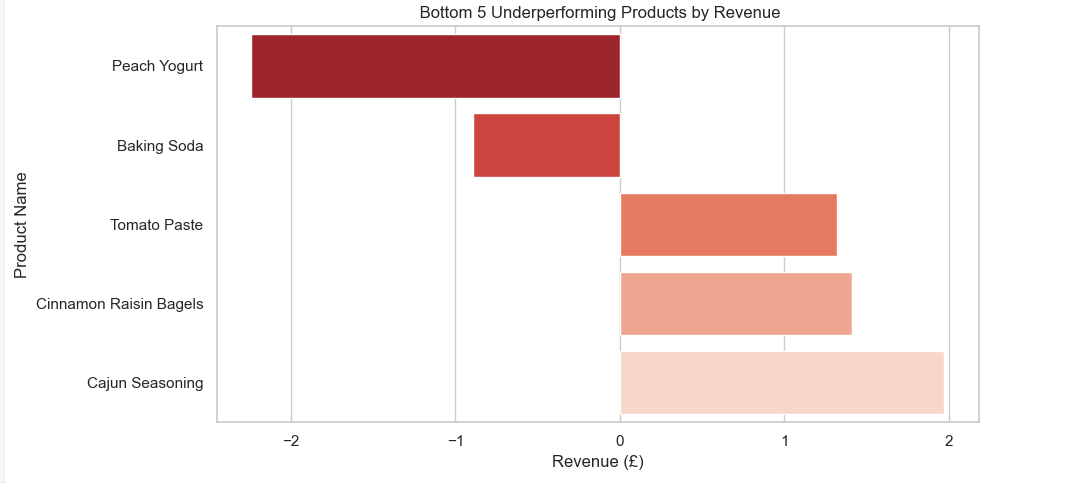 Bottom 5 Underperforming Products by Revenue
Product Name
Peach Yogurt
Baking Soda
Tomato Paste
Cinnamon Raisin Bagels
Cajun Seasoning
−2 −1 0 1 2
Revenue (£)